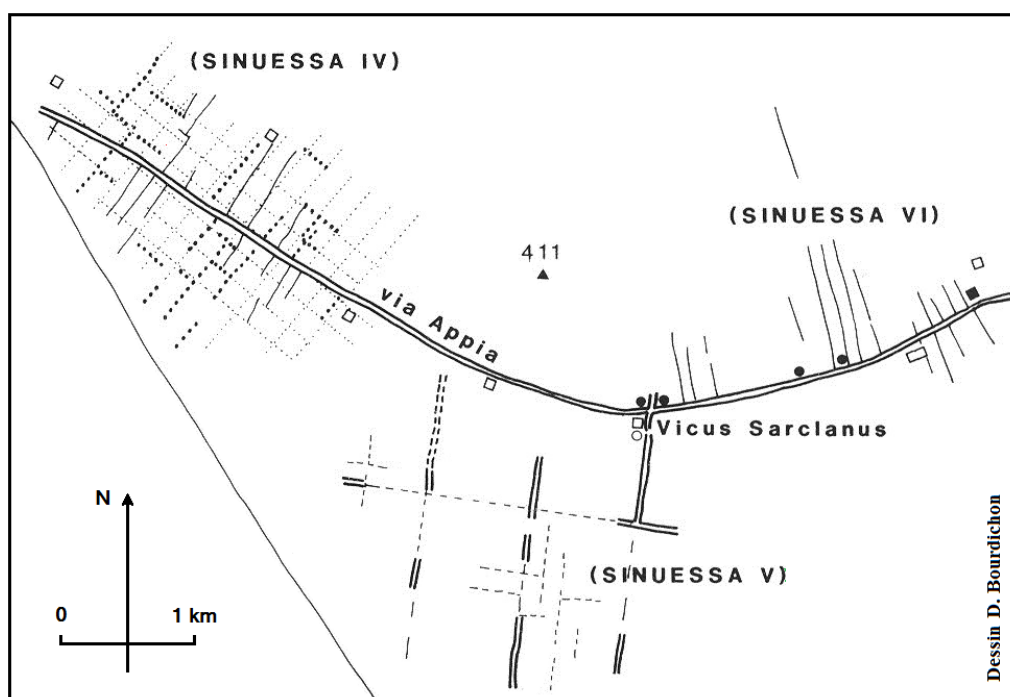 (SINUESSA IV)
(SINUESSA VI)
411
via Appia
Vicus Sarclanus
N
(SINUESSA V)
0 1 km
Dessin D. Bourdichon